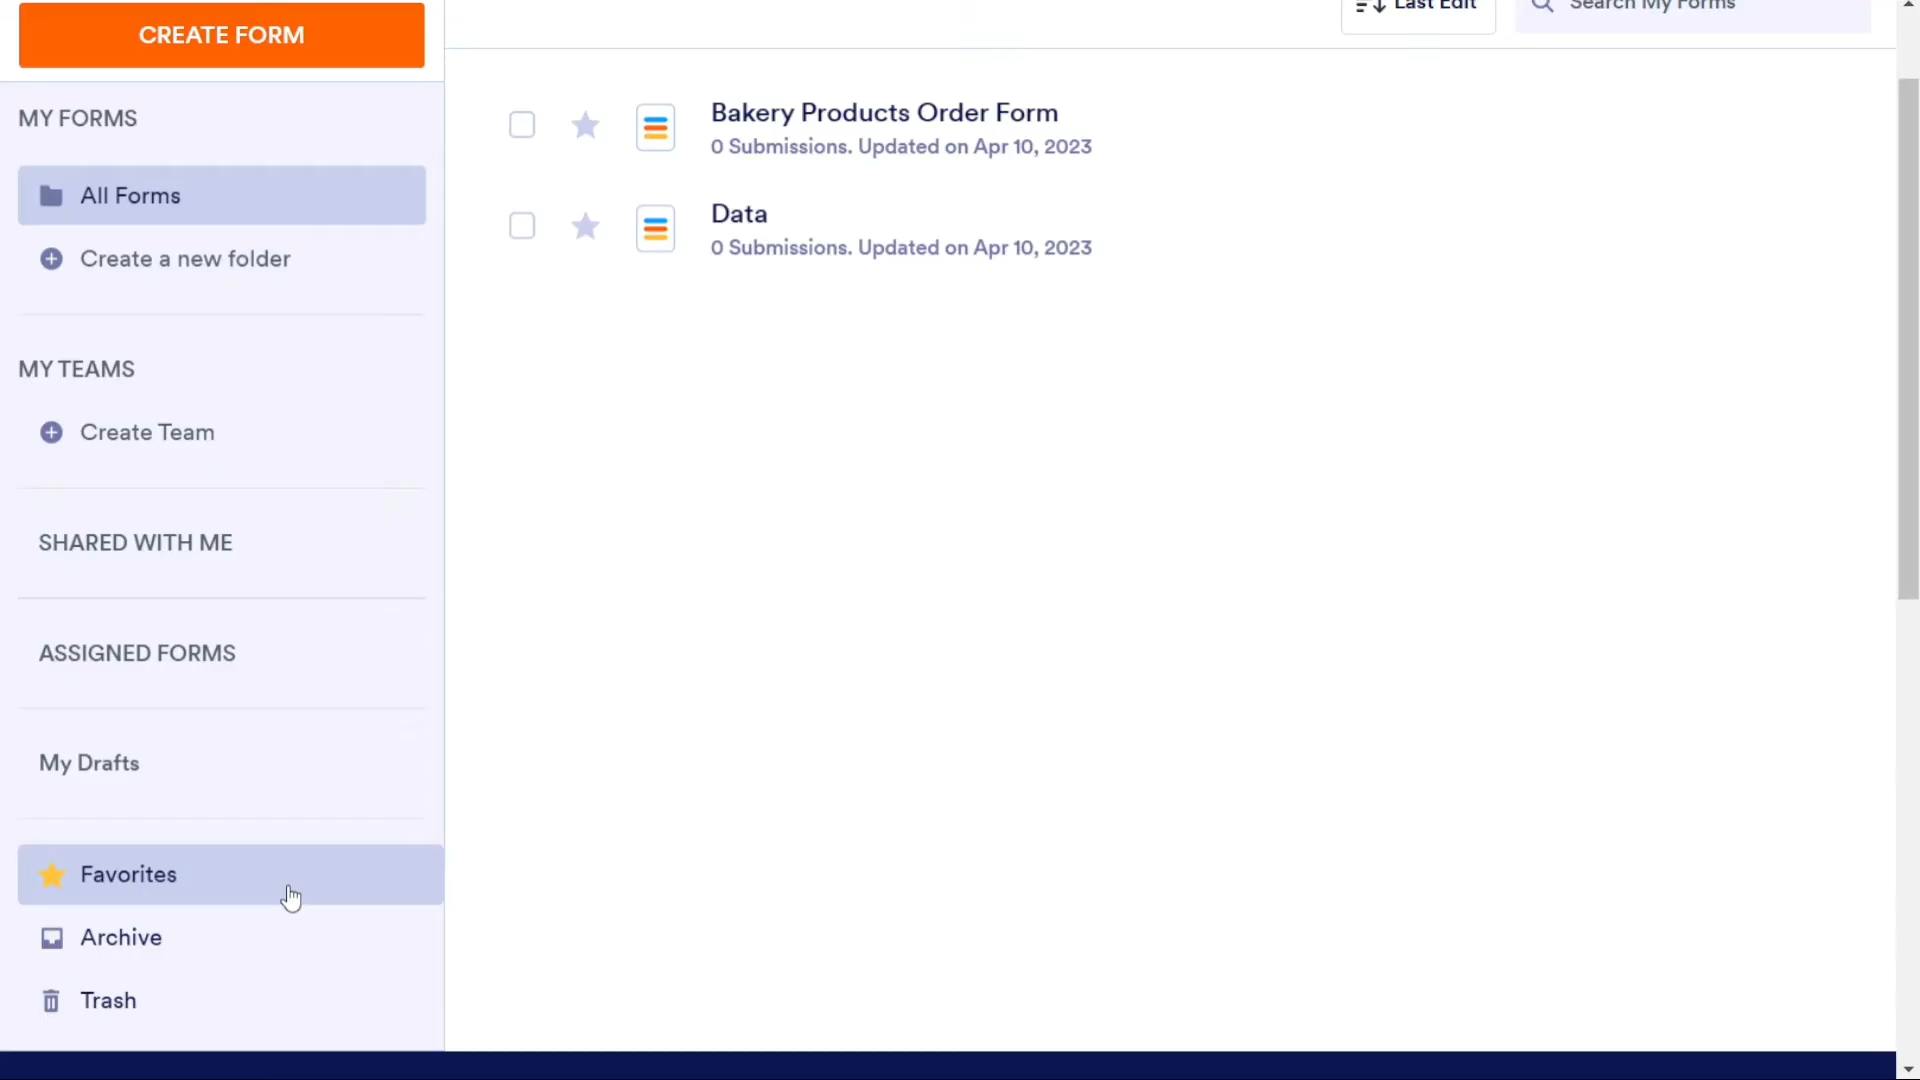 CREATE FORM
Last Edit
Search My Forms
MY FORMS
All Forms
Create a new folder
MY TEAMS
Create Team
SHARED WITH ME
ASSIGNED FORMS
My Drafts
Favorites
Archive
Trash
Bakery Products Order Form
0 Submissions. Updated on Apr 10, 2023
Data
0 Submissions. Updated on Apr 10, 2023